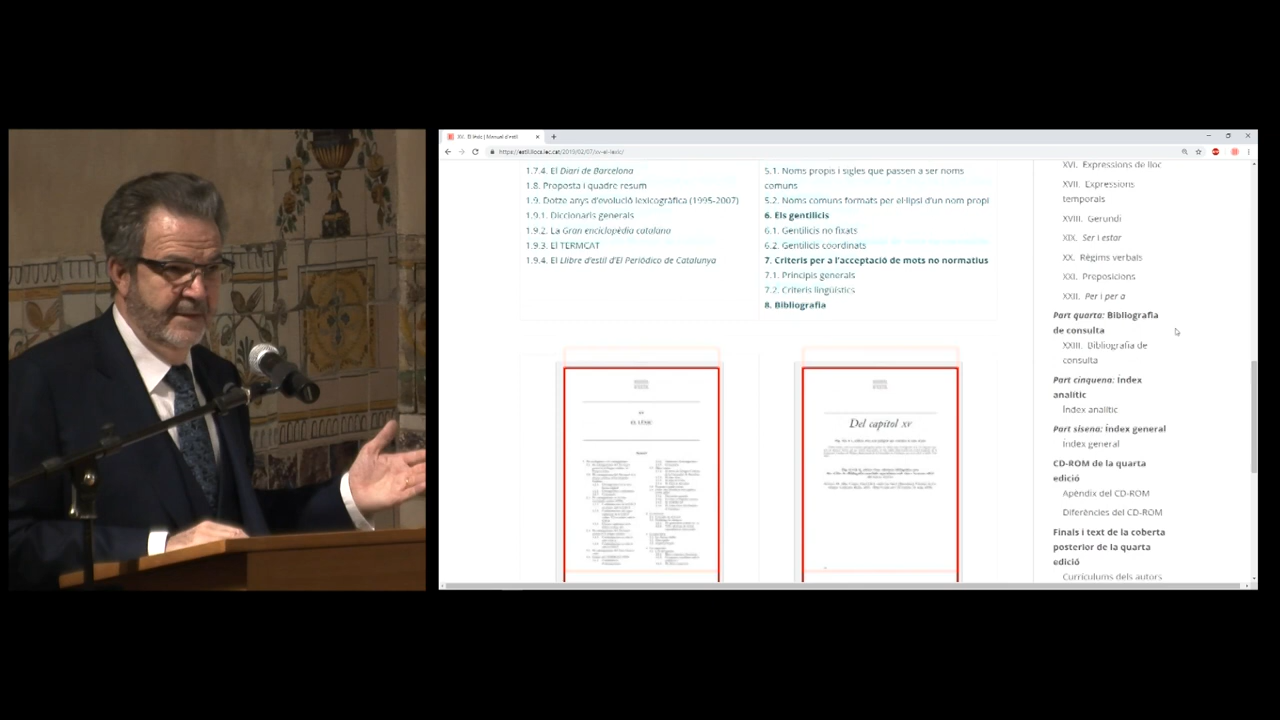 XV. El lèxic | Manual d'estil
https://estil.llocs.iec.cat/2019/02/07/xv-el-lexic/
1.7.4. El Diari de Barcelona
1.8. Proposta i quadre resum
1.9. Dotze anys d'evolució lexicogràfica (1995-2007)
1.9.1. Diccionaris generals
1.9.2. La Gran enciclopèdia catalana
1.9.3. El TERMCAT
1.9.4. El Llibre d'estil d'El Periódico de Catalunya
5.1. Noms propis i sigles que passen a ser noms
comuns
5.2. Noms comuns formats per el·lipsi d'un nom propi
6. Els gentilicis
6.1. Gentilicis no fixats
6.2. Gentilicis coordinats
7. Criteris per a l'acceptació de mots no normatius
7.1. Principis generals
7.2. Criteris lingüístics
8. Bibliografia
EL LÈXIC
Del capítol XV
XVI. Expressions de lloc
XVII. Expressions
temporals
XVIII. Gerundi
XIX. Ser i estar
XX. Règims verbals
XXI. Preposicions
XXII. Per i per a
Part quarta: Bibliografia
de consulta
XXIII. Bibliografia de
consulta
Part cinquena: Índex
analític
Índex analític
Part sisena: Índex general
Índex general
CD-ROM de la quarta
edició
Apèndix del CD-ROM
Diferències del CD-ROM
Finals i text de la coberta
posterior de la quarta
edició
Currículums dels autors